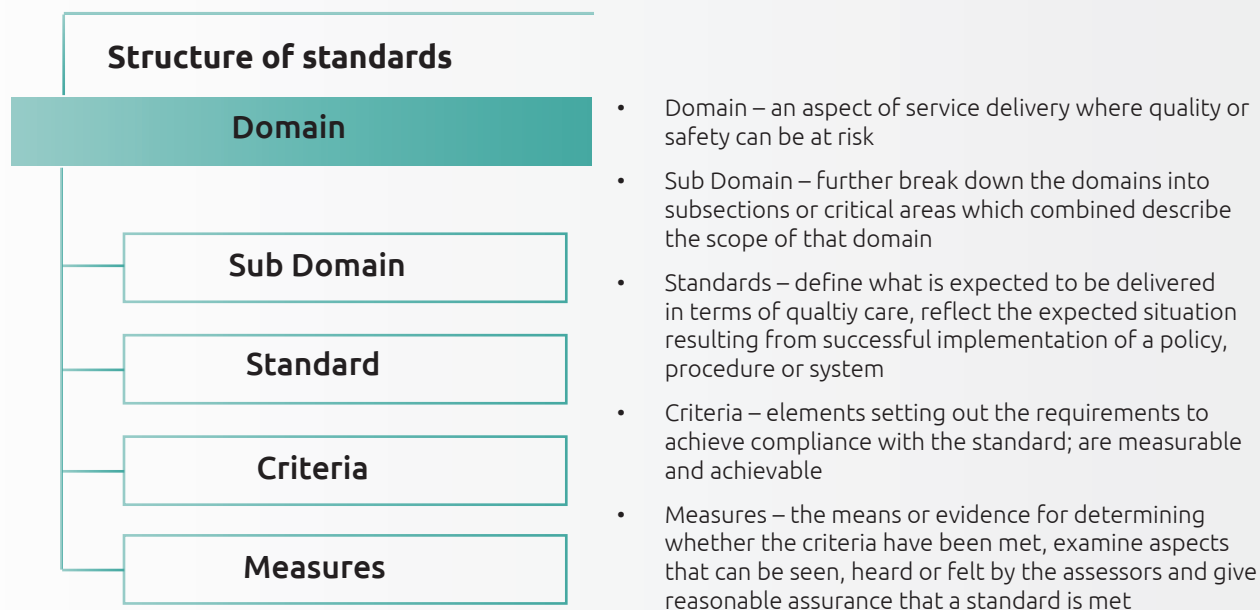 Structure of standards
Domain
Sub Domain
Standard
Criteria
Measures
• Domain – an aspect of service delivery where quality or
safety can be at risk
• Sub Domain – further break down the domains into
subsections or critical areas which combined describe
the scope of that domain
• Standards – define what is expected to be delivered
in terms of qualtiy care, reflect the expected situation
resulting from successful implementation of a policy,
procedure or system
• Criteria – elements setting out the requirements to
achieve compliance with the standard; are measurable
and achievable
• Measures – the means or evidence for determining
whether the criteria have been met, examine aspects
that can be seen, heard or felt by the assessors and give
reasonable assurance that a standard is met